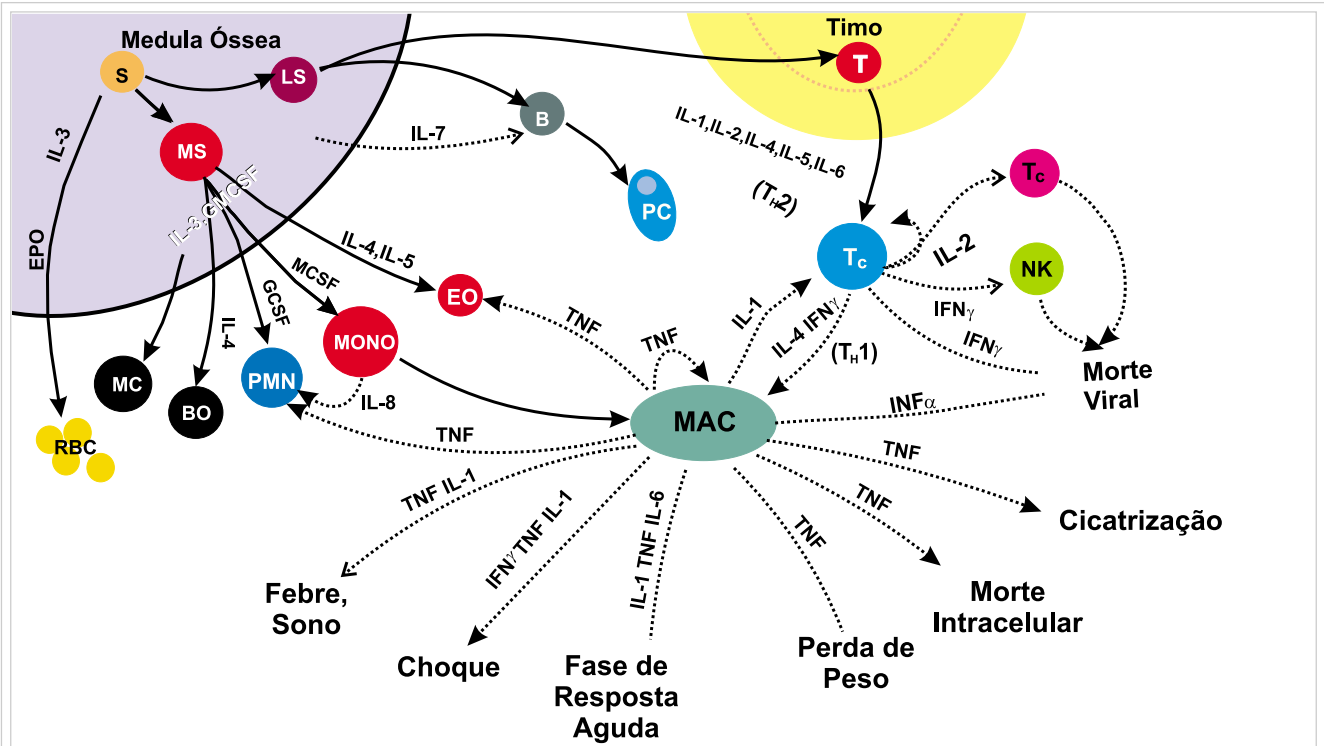 Medula Óssea
Timo
S
LS
T
MS
B
PC
IL-7
IL-3
EPO
IL-3,GMCSF
IL-1,IL-2,IL-4,IL-5,IL-6
(TH2)
Tc
Tc
NK
IL-2
IFNγ
IFNγ
IL-4,IL-5
MCSF
GCSF
IL-4
EO
MONO
PMN
MC
BO
RBC
IL-8
TNF
TNF
IL-1
IL-4 IFNγ
(TH1)
MAC
INFα
Morte
Viral
TNF
TNF
Cicatrização
TNF IL-1
Febre,
Sono
IFNγ TNF IL-1
Choque
IL-1 TNF IL-6
Fase de
Resposta
Aguda
TNF
Perda de
Peso
TNF
Morte
Intracelular